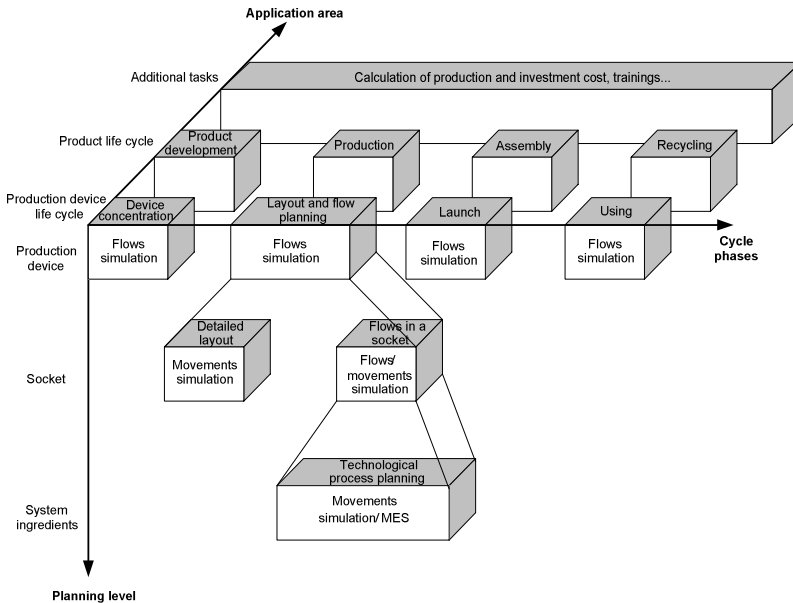 Application area
Additional tasks
Calculation of production and investment cost, trainings...
Product life cycle
Product
development
Production
Assembly
Recycling
Production device
life cycle
Device
concentration
Layout and flow
planning
Launch
Using
Production
device
Flows
simulation
Flows
simulation
Flows
simulation
Flows
simulation
Cycle
phases
Detailed
layout
Flows in a
socket
Socket
Movements
simulation
Flows/
movements
simulation
Technological
process planning
System
ingredients
Movements
simulation/MES
Planning level